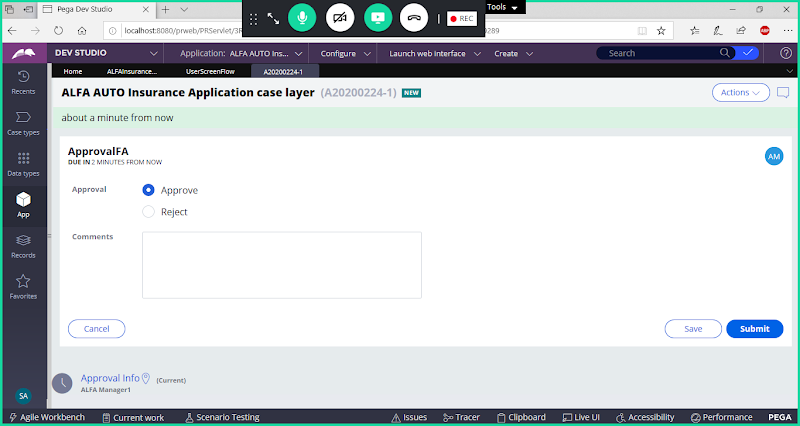 Pega Dev Studio
Tools
REC
localhost:8080/prweb/PRServlet/3R
0289
DEV STUDIO
Application: ALFA AUTO Ins...
Configure
Launch web interface
Create
Search
Home
ALFAInsurance...
UserScreenFlow
A20200224-1
ALFA AUTO Insurance Application case layer (A20200224-1) NEW
Actions
about a minute from now
Recents
Case types
Data types
App
Records
Favorites
SA
ApprovalFA
DUE IN 2 MINUTES FROM NOW
AM
Approval
Approve
Reject
Comments
Cancel
Save
Submit
Approval Info
(Current)
ALFA Manager1
Agile Workbench
Current work
Scenario Testing
Issues
Tracer
Clipboard
Live UI
Accessibility
Performance
PEGA